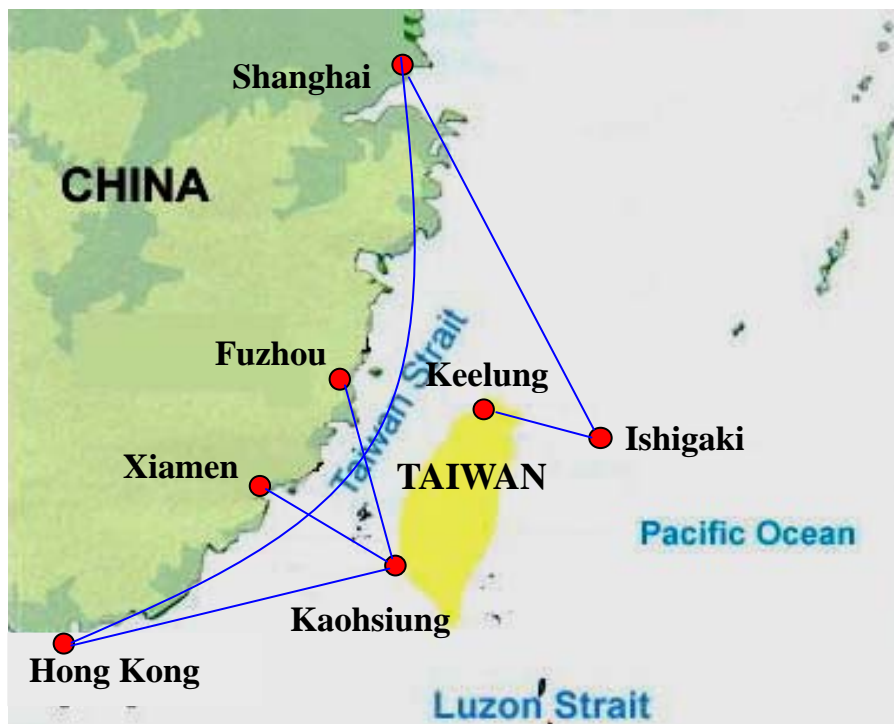 Shanghai
CHINA
Taiwan Strait
Fuzhou
Keelung
Ishigaki
Xiamen
TAIWAN
Pacific Ocean
Kaohsiung
Hong Kong
Luzon Strait